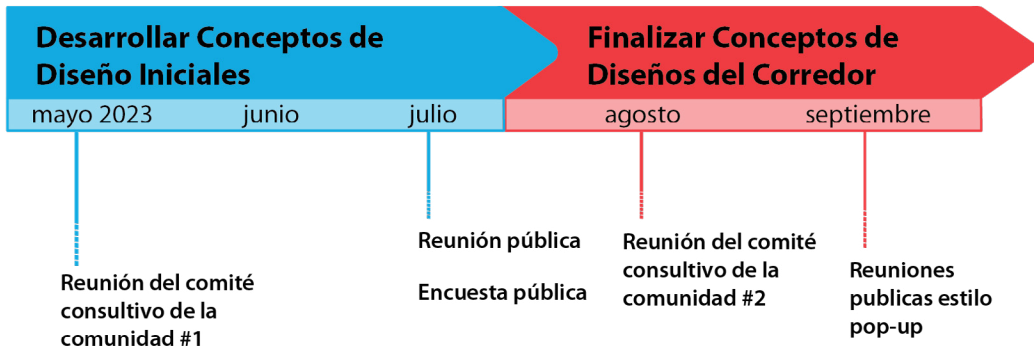 Desarrollar Conceptos de
Diseño Iniciales
Finalizar Conceptos de
Diseños del Corredor
mayo 2023
junio
julio
agosto
septiembre
Reunión del comité
consultivo de la
comunidad #1
Reunión pública
Encuesta pública
Reunión del comité
consultivo de la
comunidad #2
Reuniones
publicas estilo
pop-up